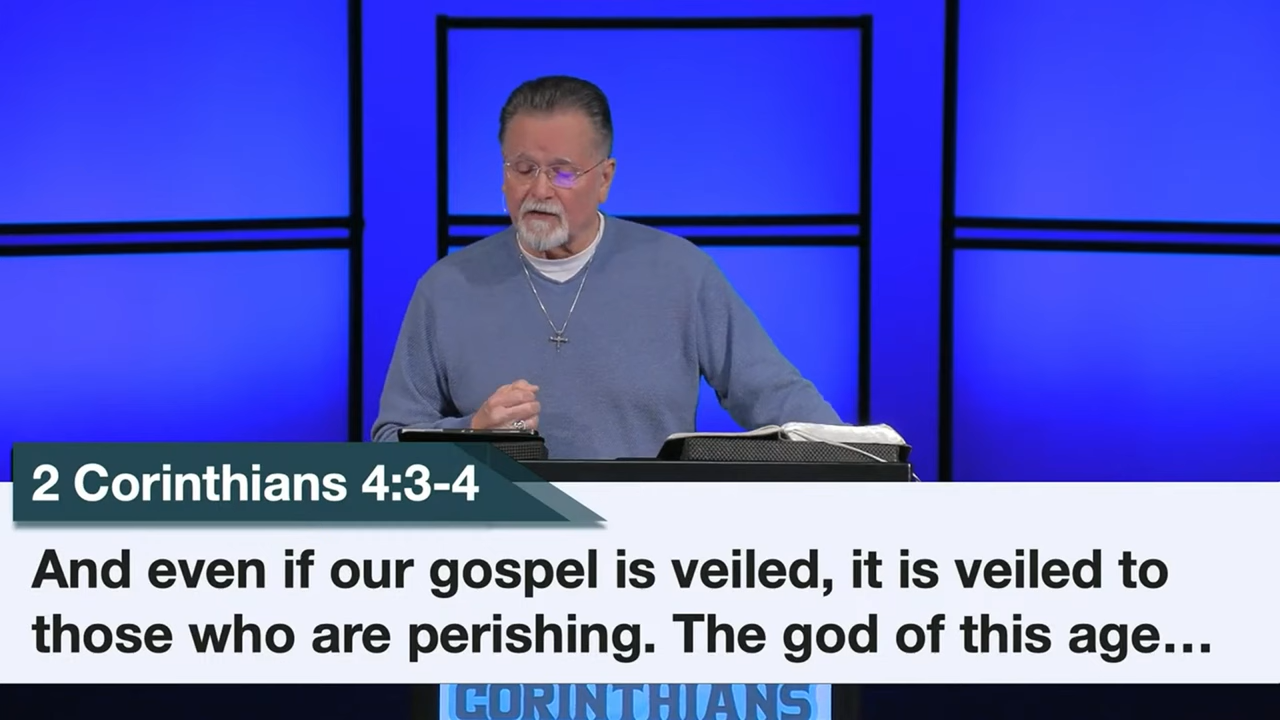 2 Corinthians 4:3-4
And even if our gospel is veiled, it is veiled to
those who are perishing. The god of this age...
CORINTHIANS